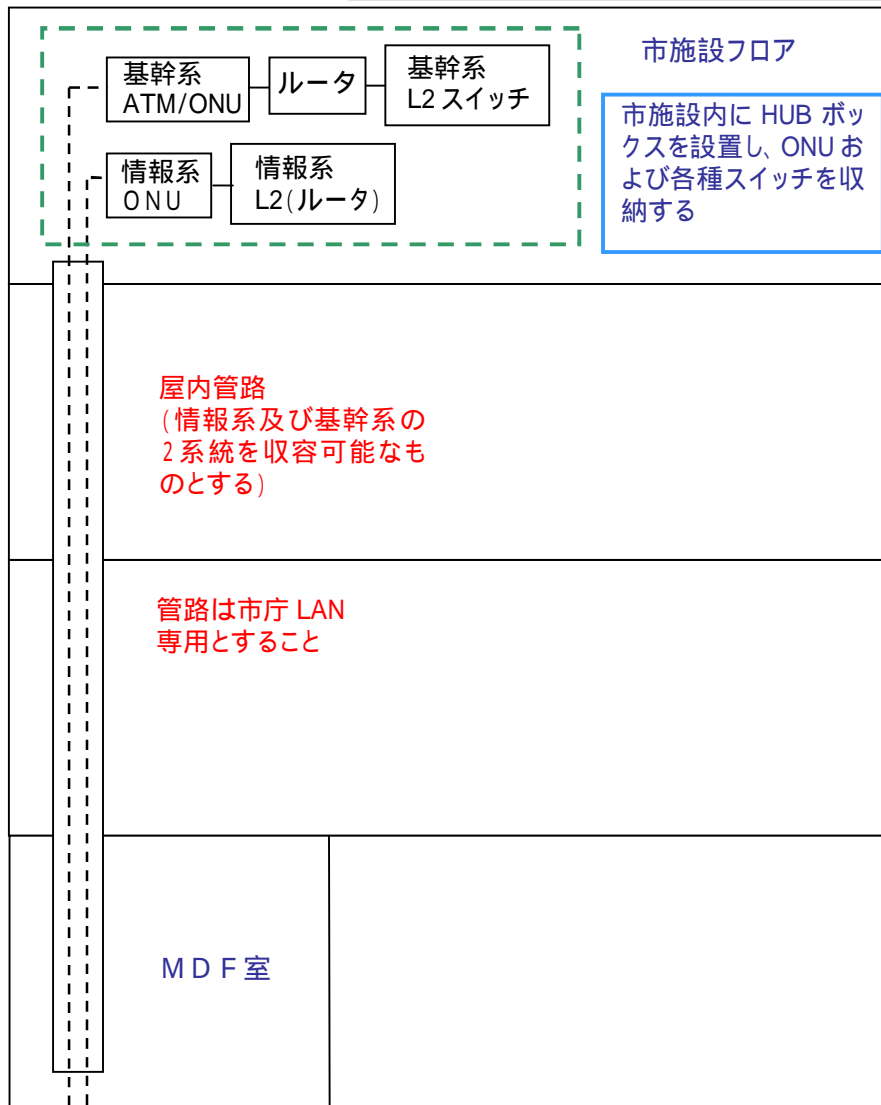 市施設フロア
基幹系
ATM/ONU
ルータ
基幹系
L2 スイッチ
市施設内に HUB ボッ
クスを設置し、ONU お
よび各種スイッチを収
納する
情報系
ONU
情報系
L2(ルータ)
屋内管路
(情報系及び基幹系の
2系統を収容可能なも
のとする)
管路は市庁 LAN
専用とすること
MDF室